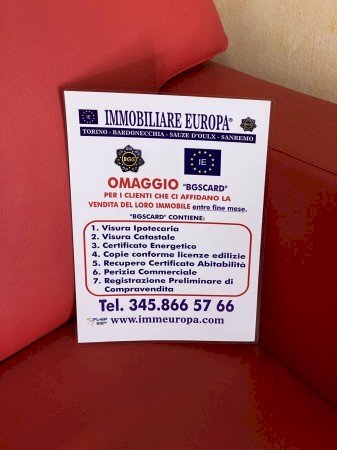 IMMOBILIARE EUROPA®
TORINO - BARDONECCHIA - SAUZE D'OULX - SANREMO
BGS
IE
OMAGGIO "BGSCARD"
PER I CLIENTI CHE CI AFFIDANO LA
VENDITA DEL LORO IMMOBILE entro fine mese.
"BGSCARD" CONTIENE:
1. Visura Ipotecaria
2. Visura Catastale
3. Certificato Energetico
4. Copie conforme licenze edilizie
5. Recupero Certificato Abitabilità
6. Perizia Commerciale
7. Registrazione Preliminare di
Compravendita
Tel. 345.866 57 66
www.immeuropa.com